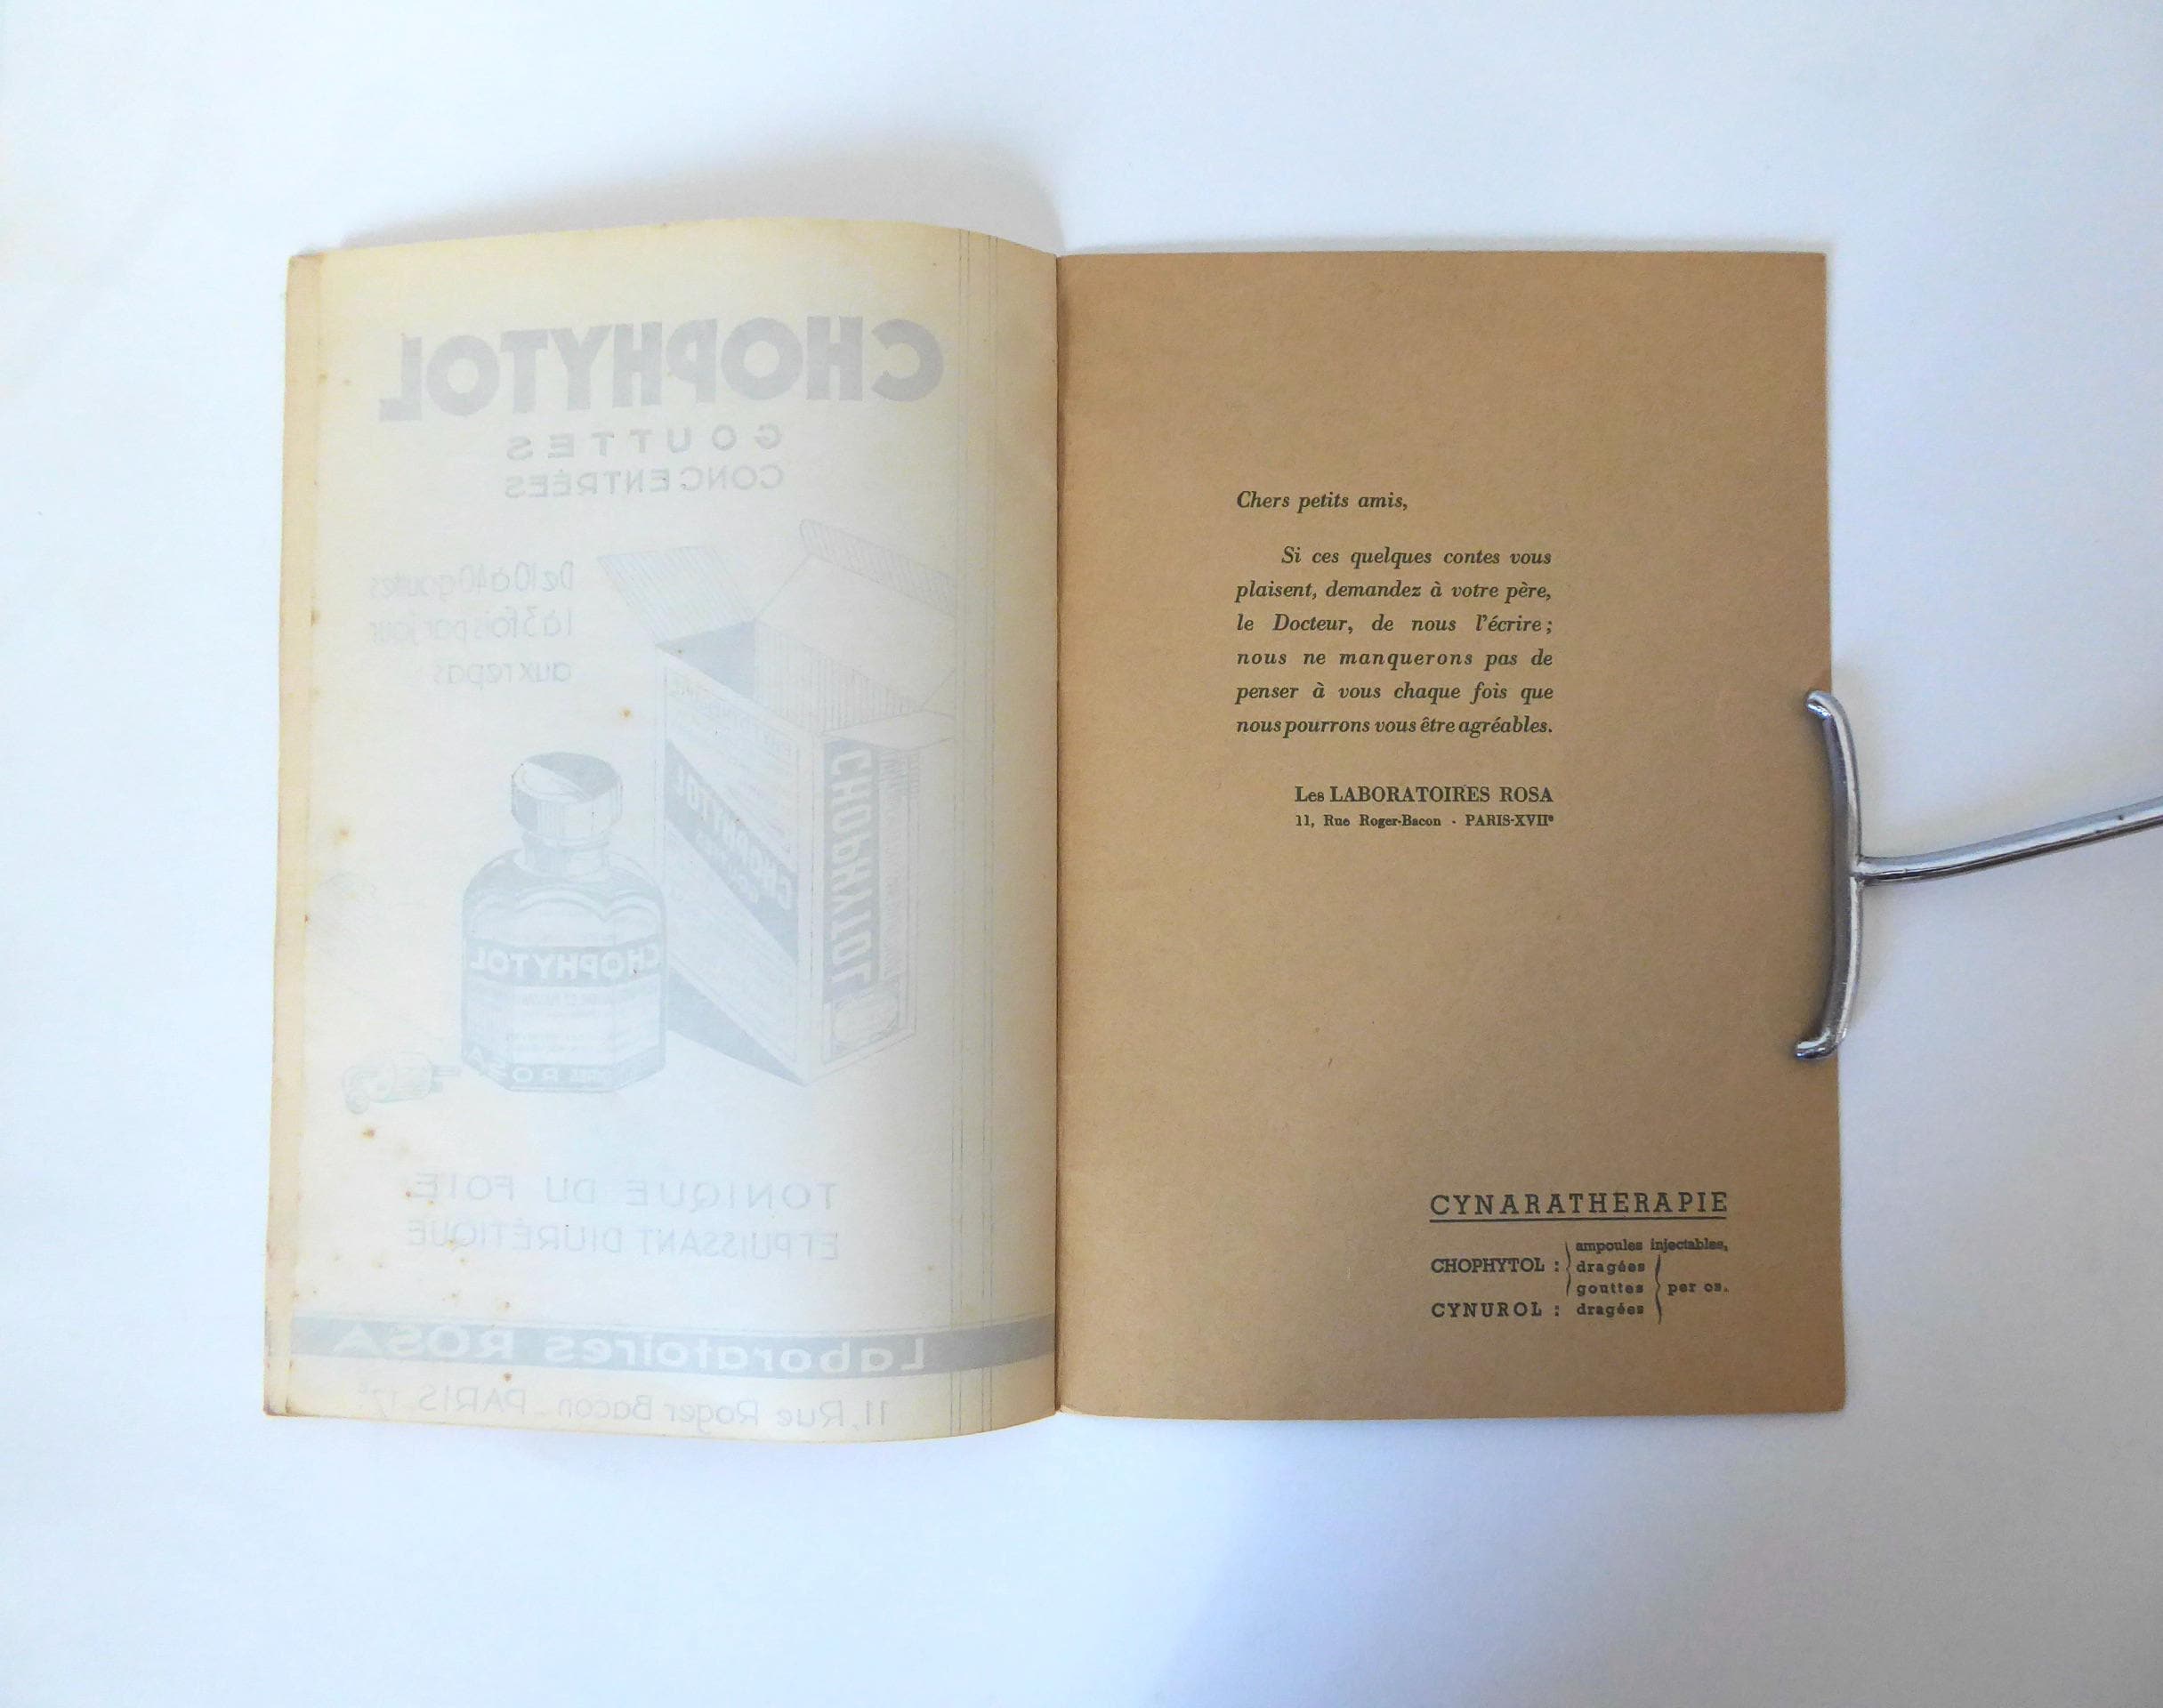 CHOPHYTOL
GOUTTES
CONCENTRÉES
De 10 à 40 gouttes
1 à 3 fois par jour
aux repas
CHOPHYTOL
CHOPHYTOL
CHOPHYTOL
ROSA
TONIQUE DU FOIE
ET PUISSANT DIURÉTIQUE
Laboratoires ROSA
11, Rue Roger Bacon _ PARIS 17e
Chers petits amis,
Si ces quelques contes vous
plaisent, demandez à votre père,
le Docteur, de nous l'écrire ;
nous ne manquerons pas de
penser à vous chaque fois que
nous pourrons vous être agréables.
Les LABORATOIRES ROSA
11, Rue Roger-Bacon - PARIS-XVIIe
CYNARATHERAPIE
ampoules injectables,
CHOPHYTOL : dragées
gouttes per os.
CYNUROL : dragées